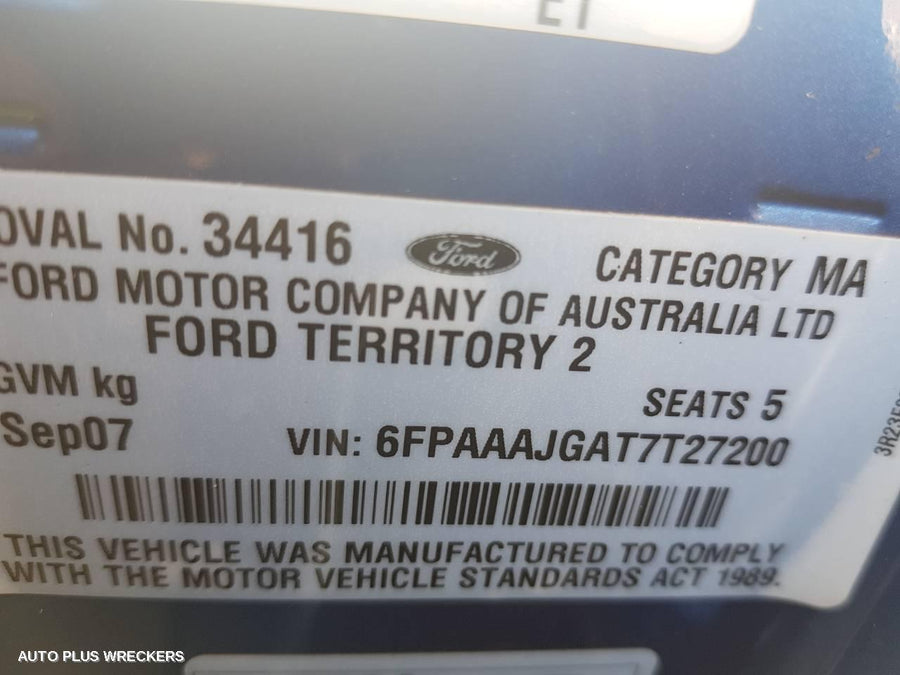 OVAL No. 34416 Ford CATEGORY MA
FORD MOTOR COMPANY OF AUSTRALIA LTD
FORD TERRITORY 2
GVM kg SEATS 5
Sep07 VIN: 6FPAAAJGAT7T27200
THIS VEHICLE WAS MANUFACTURED TO COMPLY
WITH THE MOTOR VEHICLE STANDARDS ACT 1989.
AUTO PLUS WRECKERS